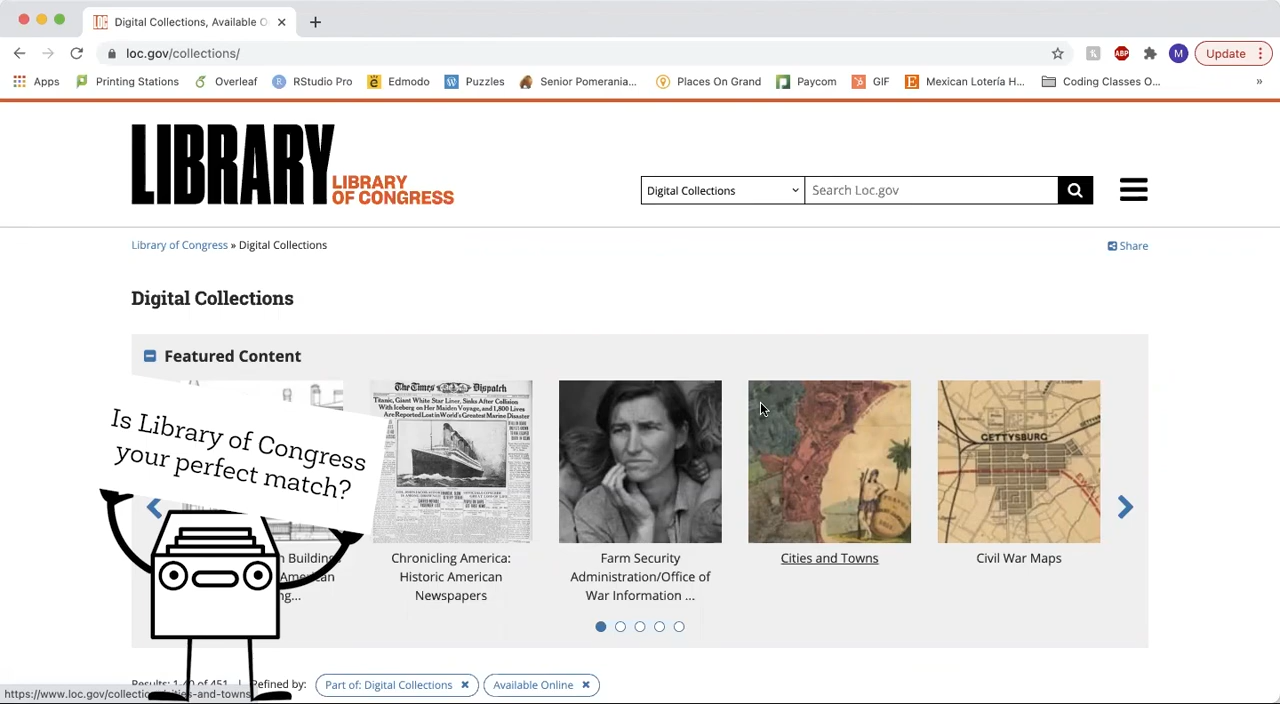 Digital Collections, Available O
loc.gov/collections/
M
Update
Apps
Printing Stations
Overleaf
RStudio Pro
Edmodo
Puzzles
Senior Pomerania...
Places On Grand
Paycom
GIF
Mexican Lotería H...
Coding Classes O...
»
LIBRARY
LIBRARY
OF CONGRESS
Digital Collections
Search Loc.gov
Library of Congress » Digital Collections
Share
Digital Collections
Featured Content
Is Library of Congress
your perfect match?
The Times Dispatch
Titanic, Giant White Star Liner, Sinks After Collision
With Iceberg on Her Maiden Voyage, and 1,800 Lives
Are Reported Lost in World's Greatest Marine Disaster
GETTYSBURG
n Building
American
ng...
Chronicling America:
Historic American
Newspapers
Farm Security
Administration/Office of
War Information ...
Cities and Towns
Civil War Maps
of 451 | Refined by:
Part of: Digital Collections ×
Available Online ×
https://www.loc.gov/collections/cities-and-towns